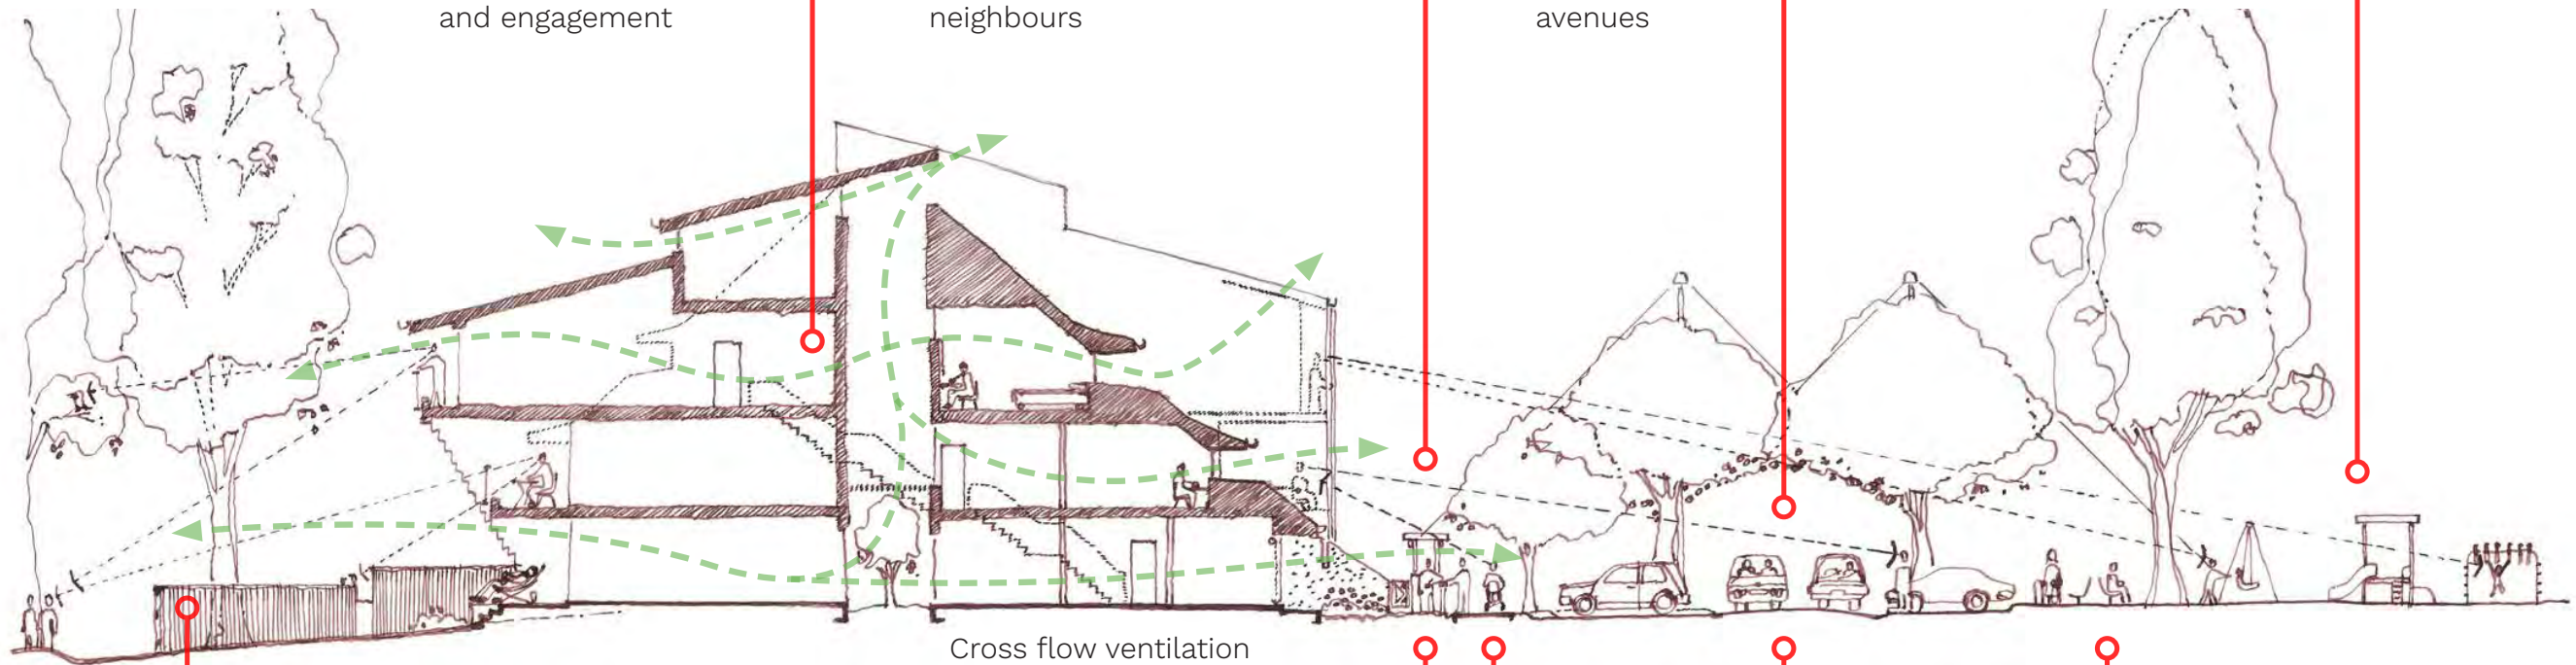 and engagement
neighbours
avenues
Cross flow ventilation